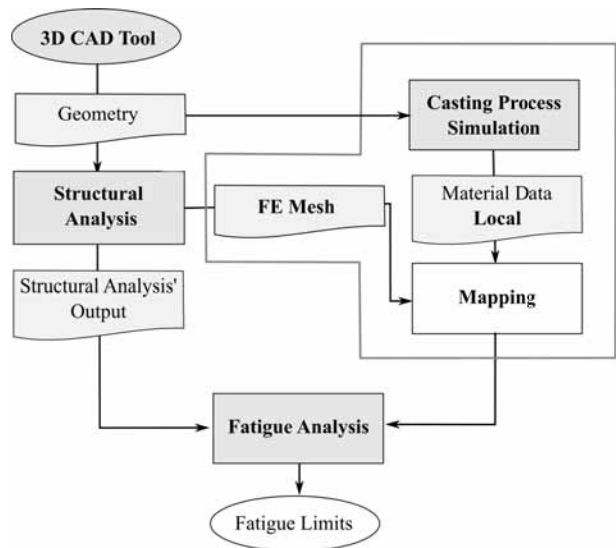 3D CAD Tool
Geometry
Casting Process
Simulation
Structural
Analysis
FE Mesh
Material Data
Local
Structural Analysis'
Output
Mapping
Fatigue Analysis
Fatigue Limits